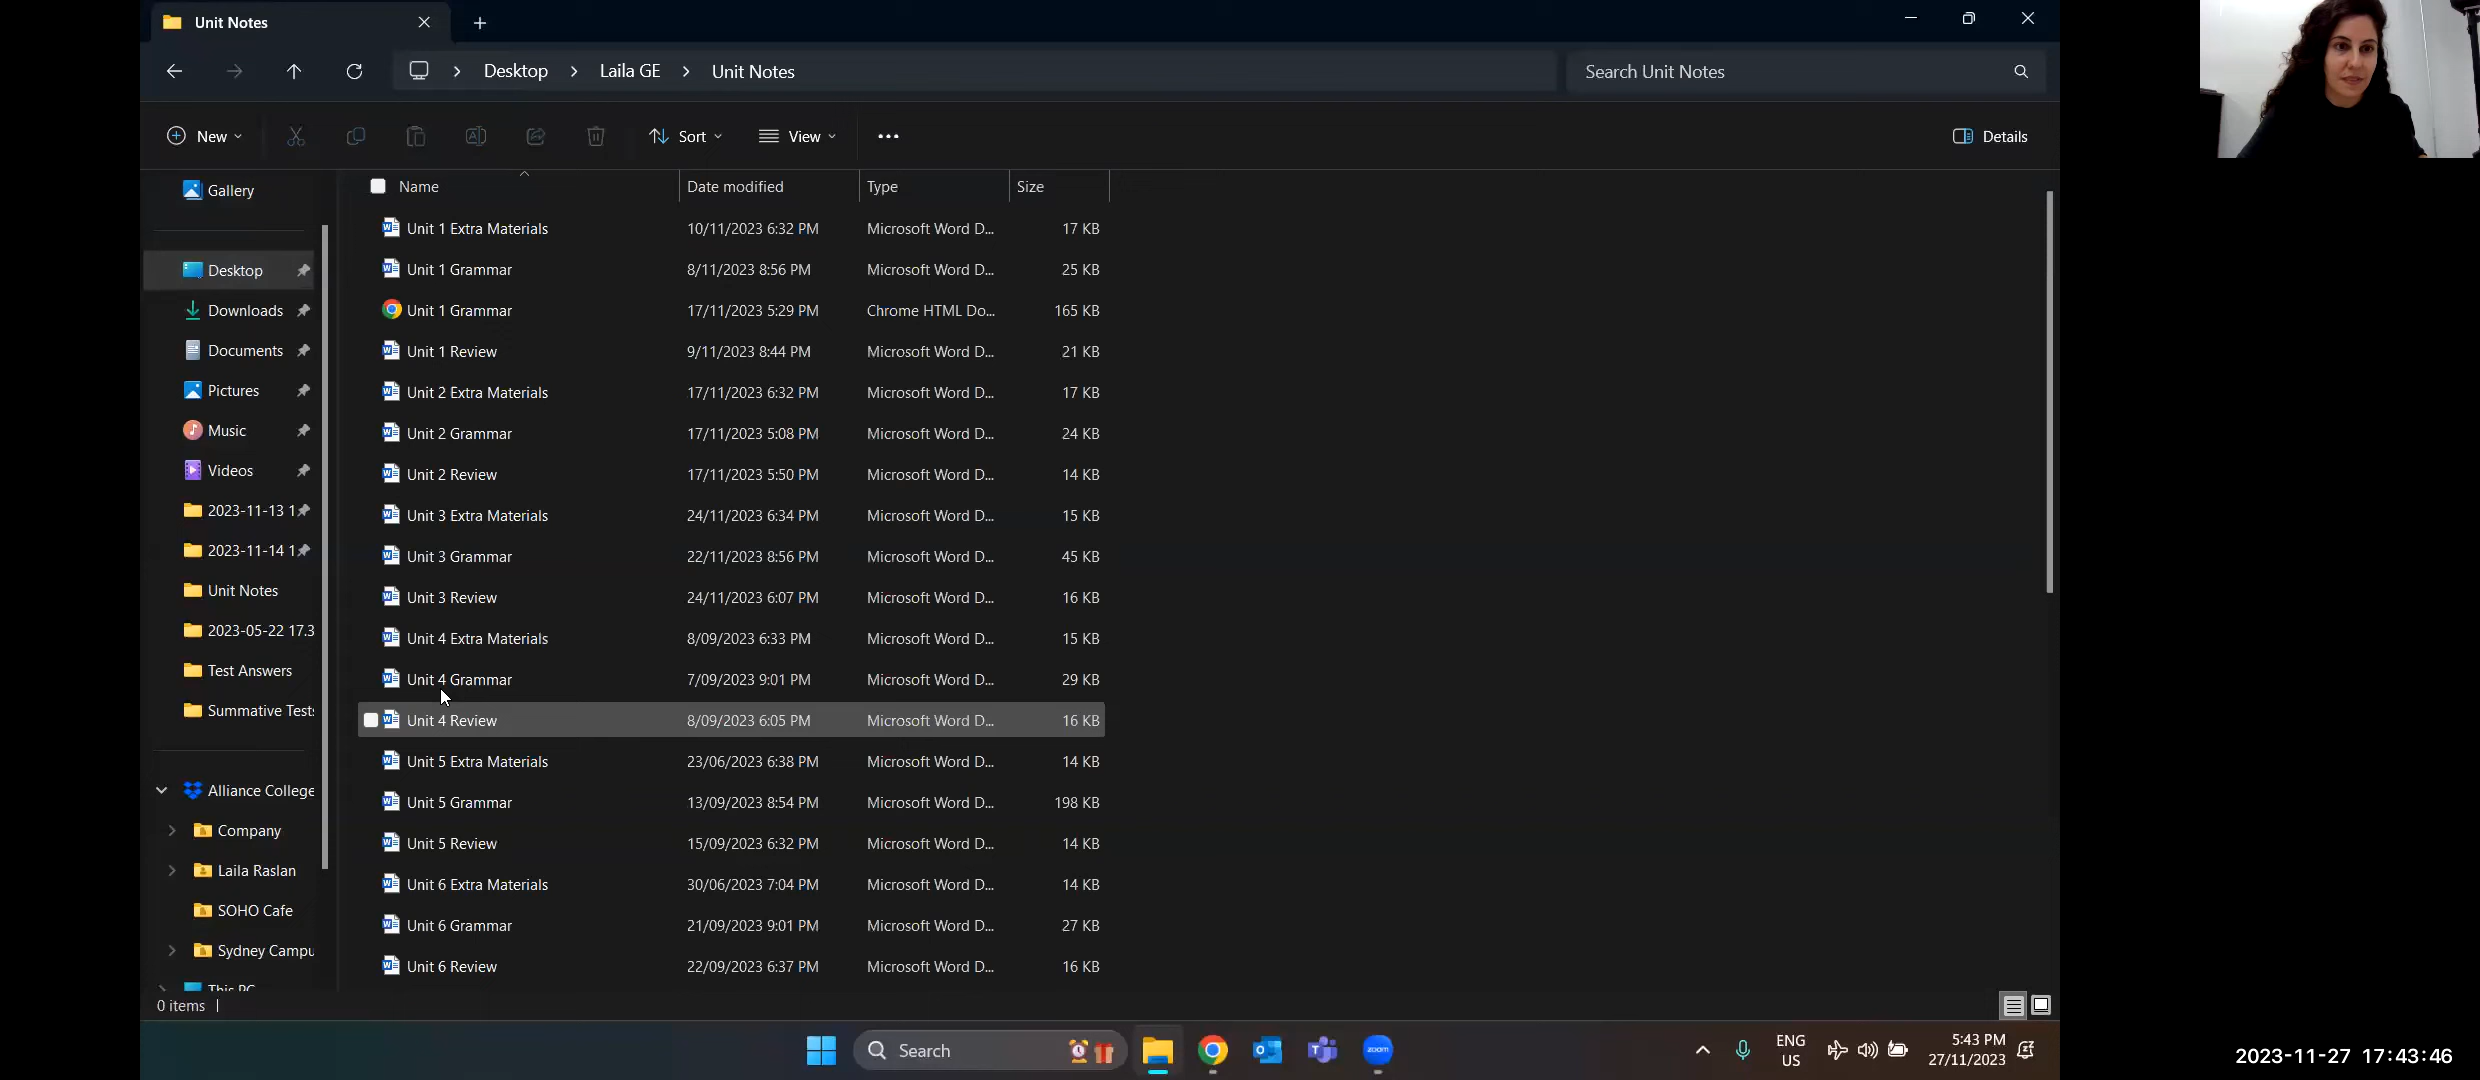 Unit Notes
Desktop > Laila GE > Unit Notes
Search Unit Notes
New
Sort
View
Details
Name Date modified Type Size
Gallery
Desktop
Downloads
Documents
Pictures
Music
Videos
2023-11-13 1
2023-11-14 1
Unit Notes
2023-05-22 17.3
Test Answers
Summative Test
Alliance College
Company
Laila Raslan
SOHO Cafe
Sydney Campu
This PC
Unit 1 Extra Materials 10/11/2023 6:32 PM Microsoft Word D... 17 KB
Unit 1 Grammar 8/11/2023 8:56 PM Microsoft Word D... 25 KB
Unit 1 Grammar 17/11/2023 5:29 PM Chrome HTML Do... 165 KB
Unit 1 Review 9/11/2023 8:44 PM Microsoft Word D... 21 KB
Unit 2 Extra Materials 17/11/2023 6:32 PM Microsoft Word D... 17 KB
Unit 2 Grammar 17/11/2023 5:08 PM Microsoft Word D... 24 KB
Unit 2 Review 17/11/2023 5:50 PM Microsoft Word D... 14 KB
Unit 3 Extra Materials 24/11/2023 6:34 PM Microsoft Word D... 15 KB
Unit 3 Grammar 22/11/2023 8:56 PM Microsoft Word D... 45 KB
Unit 3 Review 24/11/2023 6:07 PM Microsoft Word D... 16 KB
Unit 4 Extra Materials 8/09/2023 6:33 PM Microsoft Word D... 15 KB
Unit 4 Grammar 7/09/2023 9:01 PM Microsoft Word D... 29 KB
Unit 4 Review 8/09/2023 6:05 PM Microsoft Word D... 16 KB
Unit 5 Extra Materials 23/06/2023 6:38 PM Microsoft Word D... 14 KB
Unit 5 Grammar 13/09/2023 8:54 PM Microsoft Word D... 198 KB
Unit 5 Review 15/09/2023 6:32 PM Microsoft Word D... 14 KB
Unit 6 Extra Materials 30/06/2023 7:04 PM Microsoft Word D... 14 KB
Unit 6 Grammar 21/09/2023 9:01 PM Microsoft Word D... 27 KB
Unit 6 Review 22/09/2023 6:37 PM Microsoft Word D... 16 KB
0 items
Search
zoom
ENG
US
5:43 PM
27/11/2023
2023-11-27 17:43:46